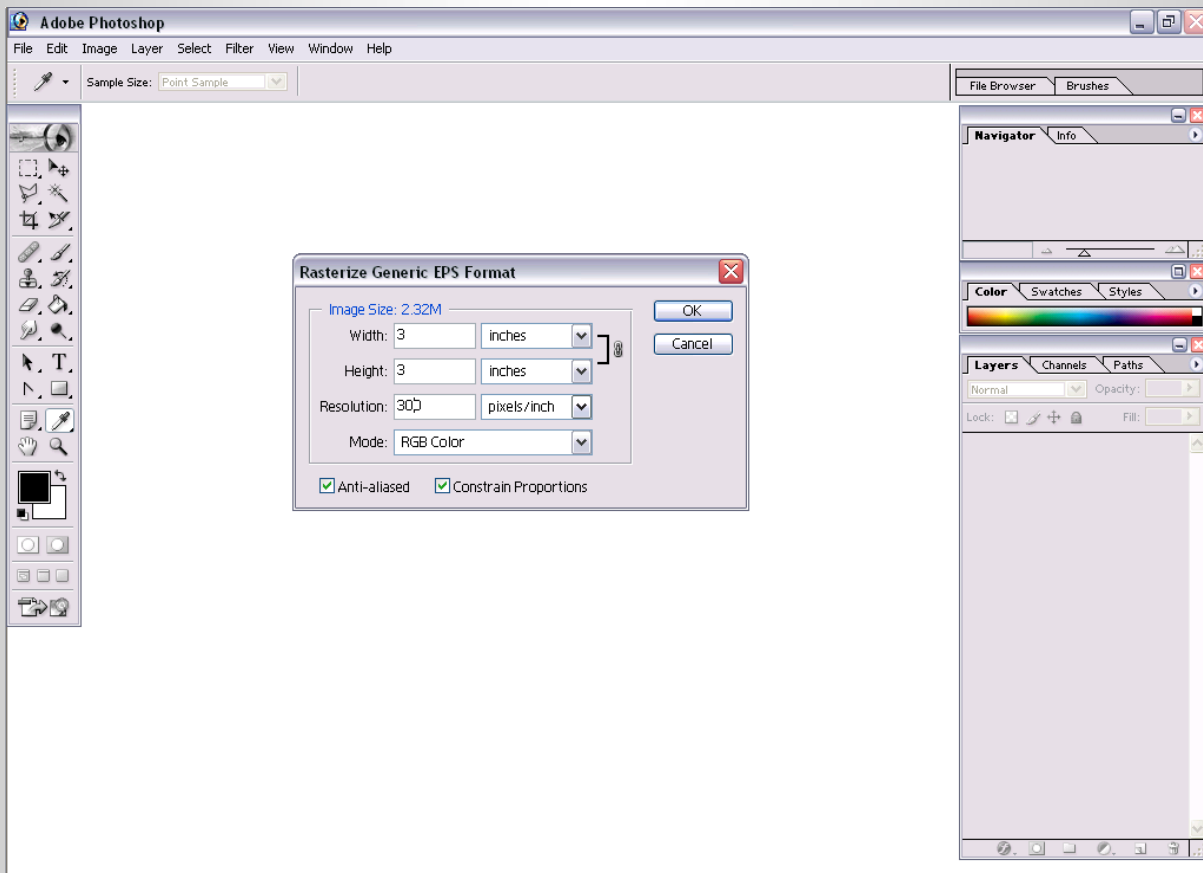 Adobe Photoshop
File Edit Image Layer Select Filter View Window Help
Sample Size: Point Sample
File Browser Brushes
Navigator Info
Rasterize Generic EPS Format
Image Size: 2.32M
Width: 3 inches
Height: 3 inches
Resolution: 300 pixels/inch
Mode: RGB Color
Anti-aliased Constrain Proportions
OK
Cancel
Color Swatches Styles
Layers Channels Paths
Normal Opacity:
Lock: Fill: